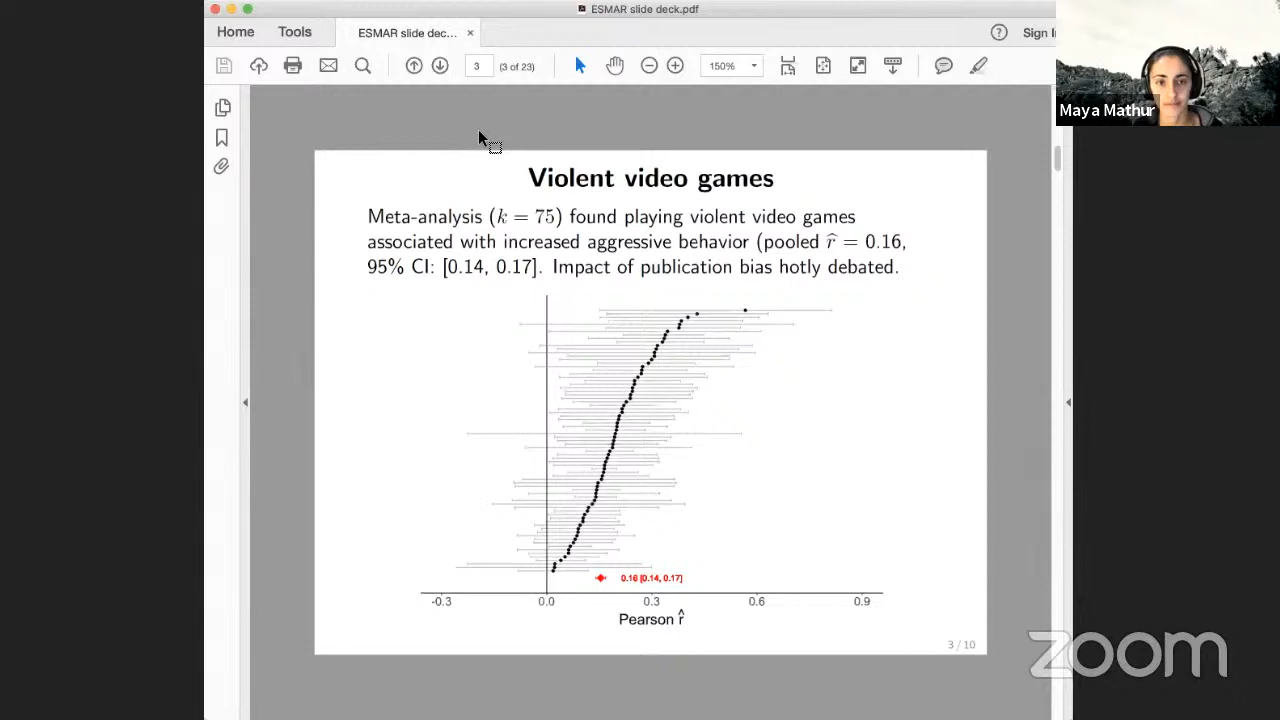 ESMAR slide deck.pdf
Home
Tools
ESMAR slide dec...
×
?
Sign I
3
(3 of 23)
150%
Maya Mathur
Violent video games
Meta-analysis (k = 75) found playing violent video games
associated with increased aggressive behavior (pooled r̂ = 0.16,
95% CI: [0.14, 0.17]. Impact of publication bias hotly debated.
0.16 [0.14, 0.17]
-0.3 0.0 0.3 0.6 0.9
Pearson r̂
3 / 10
zoom